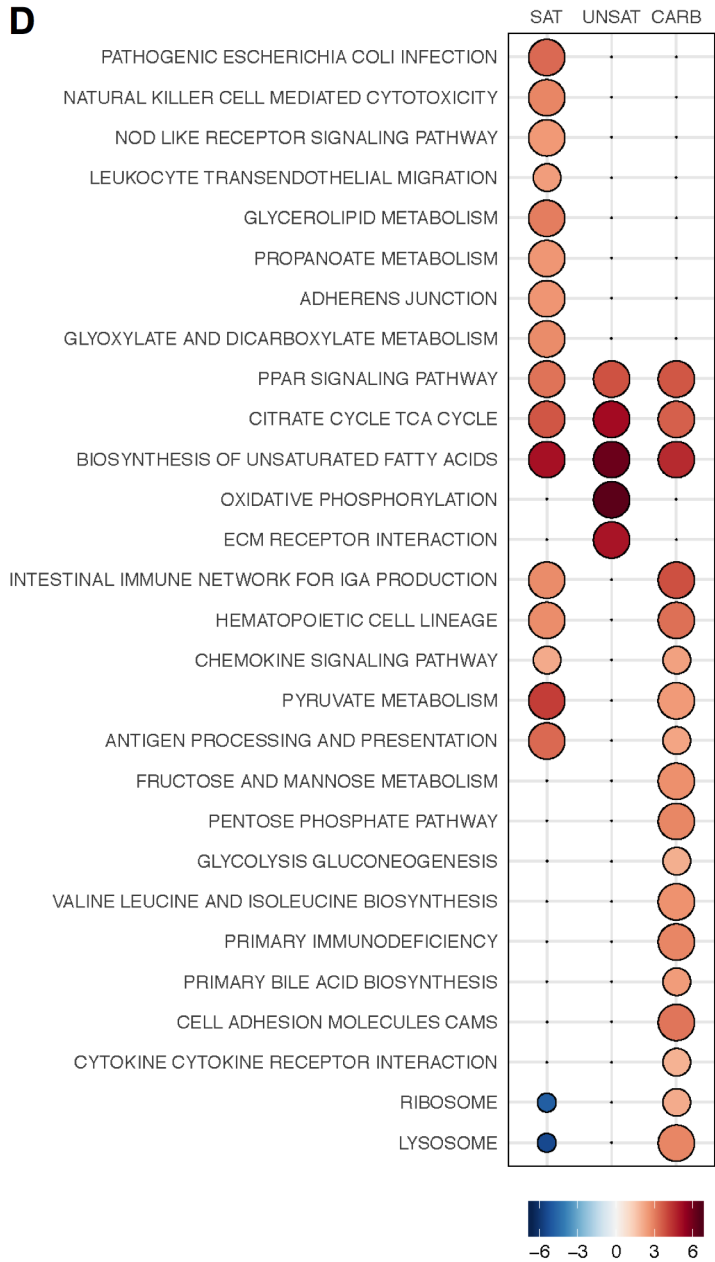 D
SAT UNSAT CARB
PATHOGENIC ESCHERICHIA COLI INFECTION
NATURAL KILLER CELL MEDIATED CYTOTOXICITY
NOD LIKE RECEPTOR SIGNALING PATHWAY
LEUKOCYTE TRANSENDOTHELIAL MIGRATION
GLYCEROLIPID METABOLISM
PROPANOATE METABOLISM
ADHERENS JUNCTION
GLYOXYLATE AND DICARBOXYLATE METABOLISM
PPAR SIGNALING PATHWAY
CITRATE CYCLE TCA CYCLE
BIOSYNTHESIS OF UNSATURATED FATTY ACIDS
OXIDATIVE PHOSPHORYLATION
ECM RECEPTOR INTERACTION
INTESTINAL IMMUNE NETWORK FOR IGA PRODUCTION
HEMATOPOIETIC CELL LINEAGE
CHEMOKINE SIGNALING PATHWAY
PYRUVATE METABOLISM
ANTIGEN PROCESSING AND PRESENTATION
FRUCTOSE AND MANNOSE METABOLISM
PENTOSE PHOSPHATE PATHWAY
GLYCOLYSIS GLUCONEOGENESIS
VALINE LEUCINE AND ISOLEUCINE BIOSYNTHESIS
PRIMARY IMMUNODEFICIENCY
PRIMARY BILE ACID BIOSYNTHESIS
CELL ADHESION MOLECULES CAMS
CYTOKINE CYTOKINE RECEPTOR INTERACTION
RIBOSOME
LYSOSOME
−6 −3 0 3 6